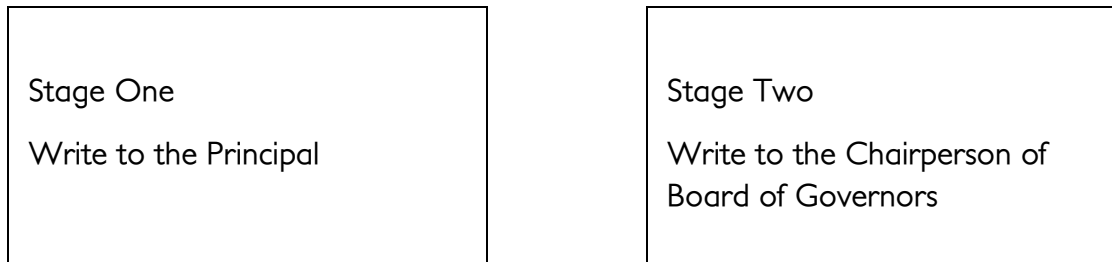 Stage One
Write to the Principal
Stage Two
Write to the Chairperson of
Board of Governors